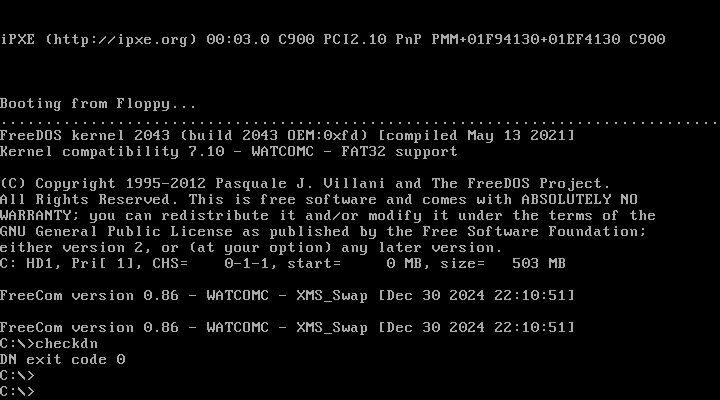 iPXE (http://ipxe.org) 00:03.0 C900 PCI2.10 PnP PMM+01F94130+01EF4130 C900
Booting from Floppy...
................................................................................
FreeDOS kernel 2043 (build 2043 OEM:0xfd) [compiled May 13 2021]
Kernel compatibility 7.10 - WATCOMC - FAT32 support
(C) Copyright 1995-2012 Pasquale J. Villani and The FreeDOS Project.
All Rights Reserved. This is free software and comes with ABSOLUTELY NO
WARRANTY; you can redistribute it and/or modify it under the terms of the
GNU General Public License as published by the Free Software Foundation;
either version 2, or (at your option) any later version.
C: HD1, Pri[ 1], CHS=    0-1-1, start=     0 MB, size=   503 MB
FreeCom version 0.86 - WATCOMC - XMS_Swap [Dec 30 2024 22:10:51]
FreeCom version 0.86 - WATCOMC - XMS_Swap [Dec 30 2024 22:10:51]
C:\>checkdn
DN exit code 0
C:\>
C:\>